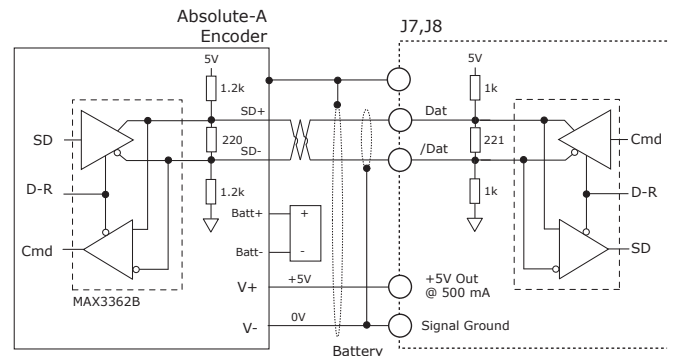 Absolute-A
Encoder
J7,J8
5V
1.2k
SD+
220
SD-
1.2k
SD
D-R
Cmd
MAX3362B
Batt+
+
Batt-
-
V+
+5V
V-
0V
Battery
5V
1k
Dat
221
/Dat
1k
Cmd
D-R
SD
+5V Out
@ 500 mA
Signal Ground